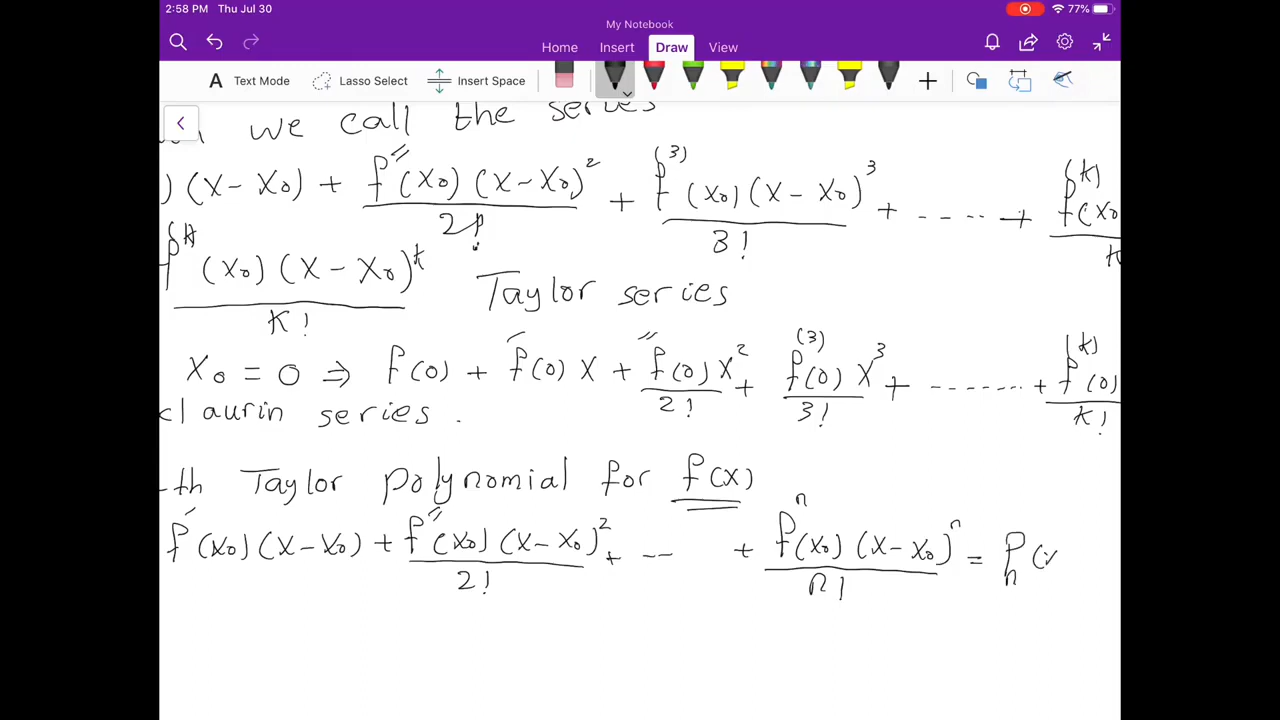 2:58 PM Thu Jul 30
77%
My Notebook
Home Insert Draw View
A Text Mode Lasso Select Insert Space
we call the series
) (x - x₀) + f″(x₀)(x - x₀)²/2! + f⁽³⁾(x₀)(x - x₀)³/3! + ----- + f⁽ᵏ⁾(x₀
f⁽ᵏ(x₀)(x - x₀)ᵏ/k! Taylor series
x₀ = 0 ⇒ f(0) + f′(0) x + f″(0) x²/2! + f⁽³⁾(0) x³/3! + -------- + f⁽ᵏ⁾(0)/k!
claurin series.
-th Taylor polynomial for f(x)
f′(x₀)(x - x₀) + f″(x₀)(x - x₀)²/2! + -- + fⁿ(x₀)(x - x₀)ⁿ/n! = Pₙ(x